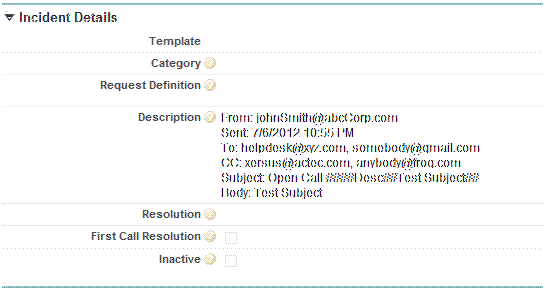 Incident Details
Template
Category
Request Definition
Description From: johnSmith@abcCorp.com
Sent: 7/6/2012 10:55 PM
To: helpdesk@xyz.com, somebody@gmail.com
CC: xersus@actec.com, anybody@frog.com
Subject: Open Call ####Desc##Test Subject##
Body: Test Subject
Resolution
First Call Resolution
Inactive